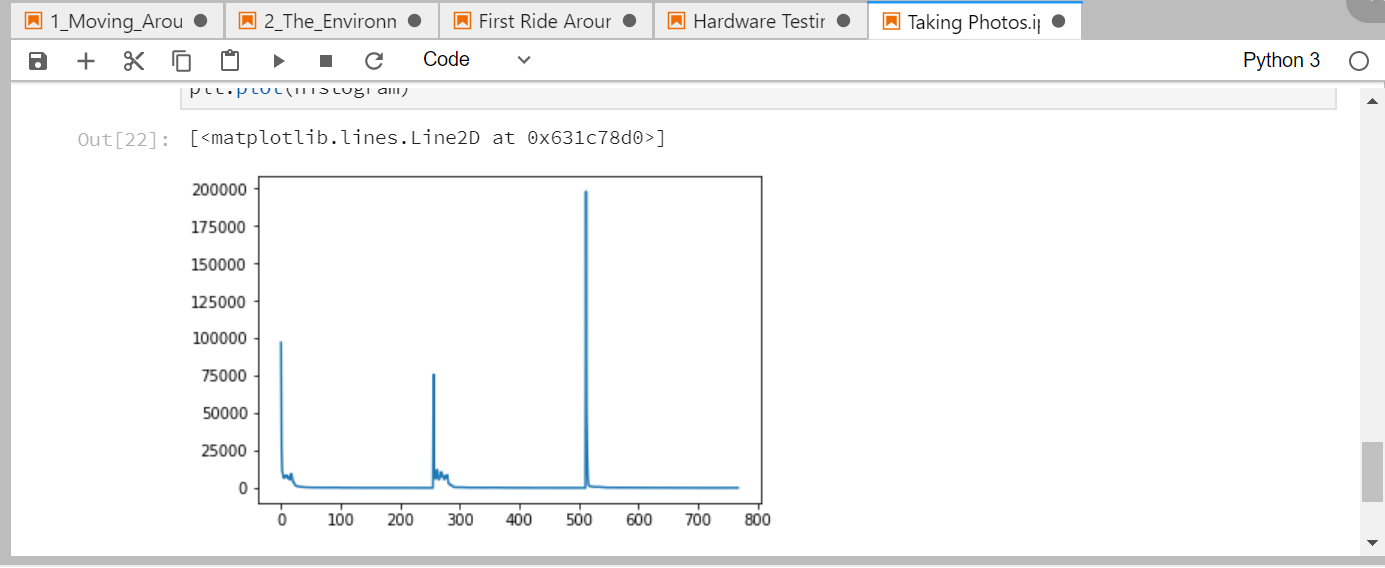 1_Moving_Arou
2_The_Environn
First Ride Arour
Hardware Testir
Taking Photos.ip
Code
Python 3
plt.plot(histogram)
Out[22]:
[<matplotlib.lines.Line2D at 0x631c78d0>]
200000
175000
150000
125000
100000
75000
50000
25000
0
0 100 200 300 400 500 600 700 800